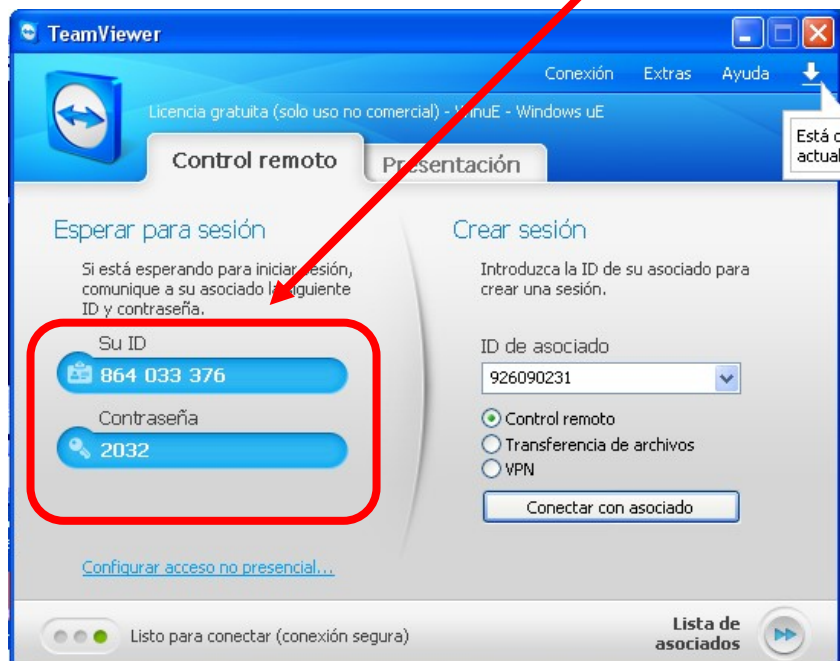 TeamViewer
Conexión Extras Ayuda
Licencia gratuita (solo uso no comercial) - WinuE - Windows uE
Está
actual
Control remoto
Presentación
Esperar para sesión
Si está esperando para iniciar sesión,
comunique a su asociado la siguiente
ID y contraseña.
Su ID
864 033 376
Contraseña
2032
Configurar acceso no presencial...
Crear sesión
Introduzca la ID de su asociado para
crear una sesión.
ID de asociado
926090231
Control remoto
Transferencia de archivos
VPN
Conectar con asociado
Listo para conectar (conexión segura)
Lista de
asociados